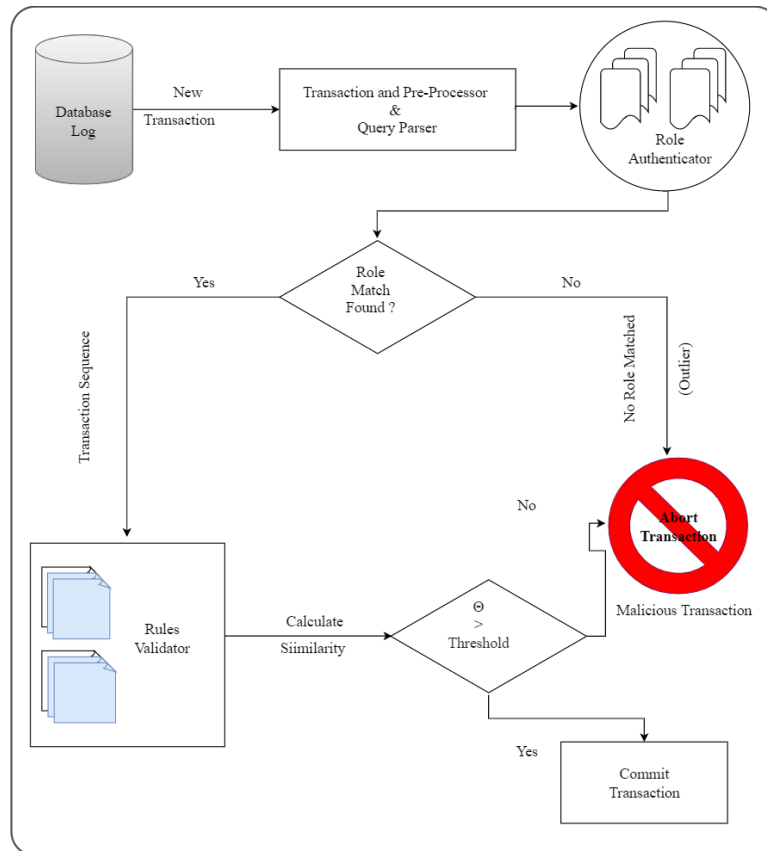 Database
Log
New
Transaction
Transaction and Pre-Processor
&
Query Parser
Role
Authenticator
Role
Match
Found ?
Yes
No
Transaction Sequence
No Role Matched
(Outlier)
No
Abort
Transaction
Malicious Transaction
Rules
Validator
Calculate
Siimilarity
Θ
>
Threshold
Yes
Commit
Transaction